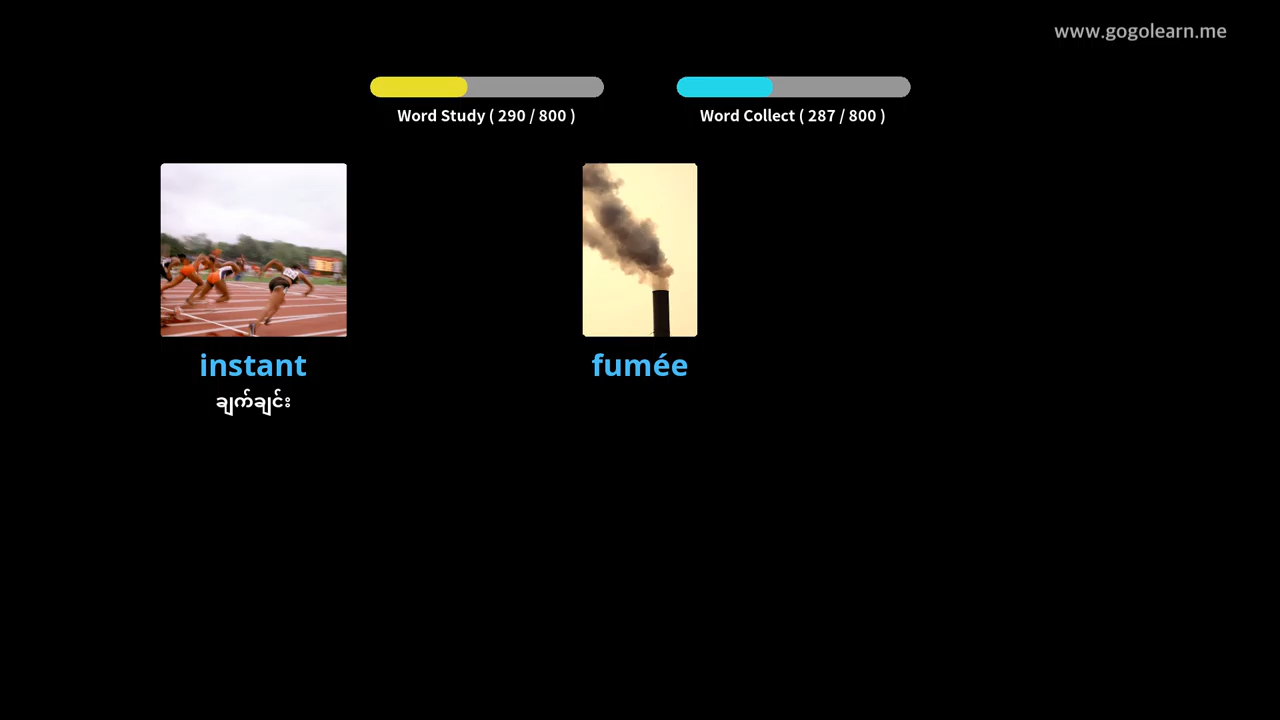 www.gogolearn.me
Word Study ( 290 / 800 )
Word Collect ( 287 / 800 )
instant
ချက်ချင်း
fumée